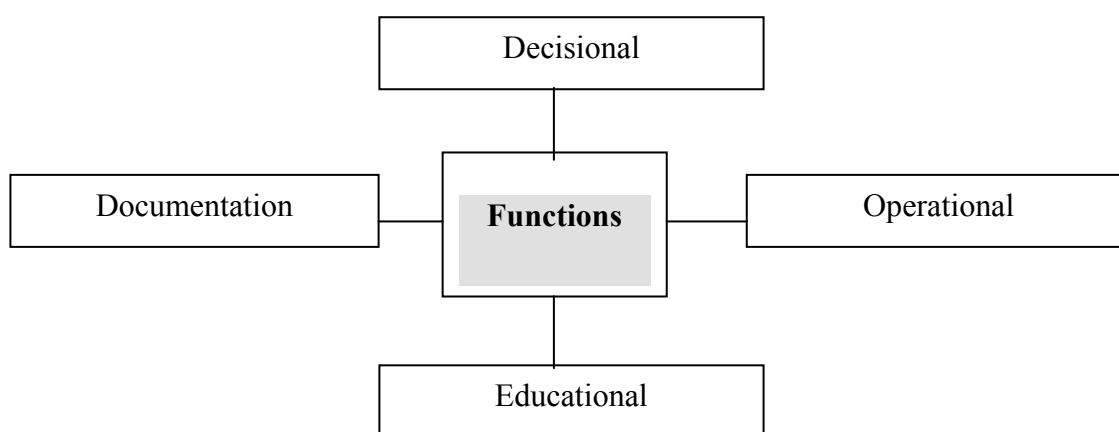 Decisional
Documentation
Functions
Operational
Educational